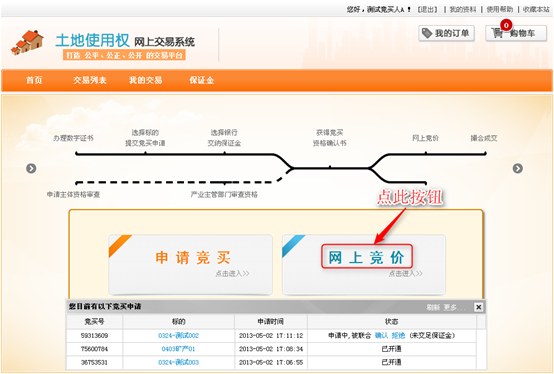 您好，测试竞买人A！ [退出] | 我的资料 | 使用帮助 | 收藏本站
土地使用权 网上交易系统
打造 公平、公正、公开 的交易平台
我的订单
0
购物车
首页 交易列表 我的交易 保证金
办理数字证书
选择标的
提交竞买申请
选择银行
交纳保证金
获得竞买
资格确认书
网上竞价
撮合成交
申请主体资格审查
产业主管部门审查资格
点此按钮
申请竞买
点击进入>>
网上竞价
点击进入>>
您目前有以下竞买申请
刷新 更多
竞买号 标的 申请时间 状态
59313609 0324-测试002 2013-05-02 17:11:12 申请中,被联合 确认 拒绝 (未交足保证金)
75600784 0403矿产01 2013-05-02 17:08:34 已开通
36753531 0324-测试003 2013-05-02 17:06:55 已开通